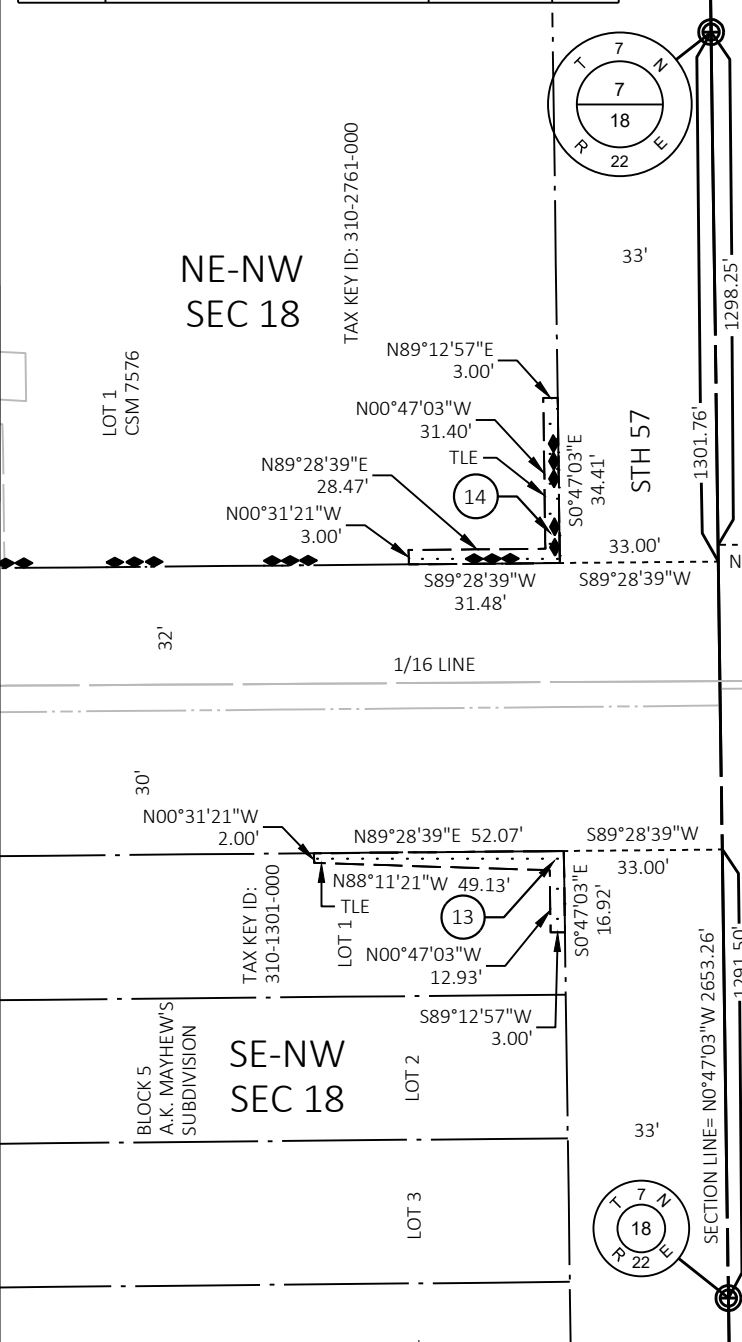 T 7 N
7
18
R 22 E
TAX KEY ID: 310-2761-000
NE-NW
SEC 18
33'
1298.25'
LOT 1
CSM 7576
N89°12'57"E
3.00'
N00°47'03"W
31.40'
TLE
N89°28'39"E
28.47'
14
N00°31'21"W
3.00'
S0°47'03"E
34.41'
STH 57
1301.76'
33.00'
S89°28'39"W
31.48'
S89°28'39"W
N
32'
1/16 LINE
30'
N00°31'21"W
2.00'
N89°28'39"E 52.07'
S89°28'39"W
33.00'
N88°11'21"W 49.13'
TLE
13
S0°47'03"E
16.92'
TAX KEY ID:
310-1301-000
LOT 1
N00°47'03"W
12.93'
S89°12'57"W
3.00'
SECTION LINE= N0°47'03"W 2653.26'
1291.50'
BLOCK 5
A.K. MAYHEW'S
SUBDIVISION
SE-NW
SEC 18
LOT 2
33'
LOT 3
T 7 N
18
R 22 E